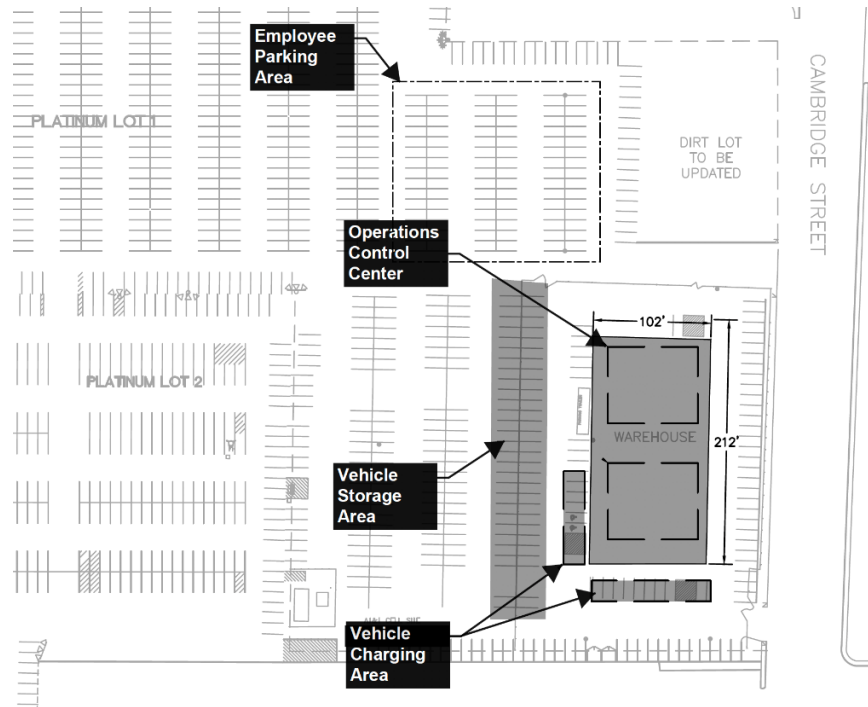 Employee
Parking
Area
PLATINUM LOT 1
CAMBRIDGE STREET
DIRT LOT
TO BE
UPDATED
Operations
Control
Center
102'
PLATINUM LOT 2
WAREHOUSE
212'
Vehicle
Storage
Area
Vehicle
Charging
Area